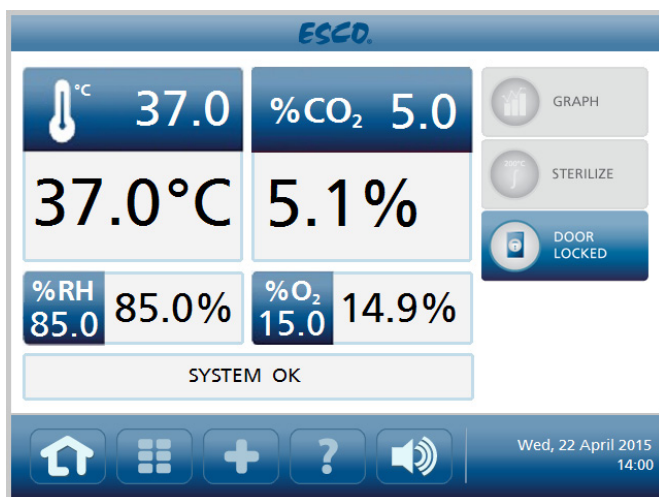 ESCO.
°C 37.0
%CO₂ 5.0
37.0°C
5.1%
GRAPH
200°C
STERILIZE
DOOR
LOCKED
%RH
85.0
85.0%
%O₂
15.0
14.9%
SYSTEM OK
?
Wed, 22 April 2015
14:00